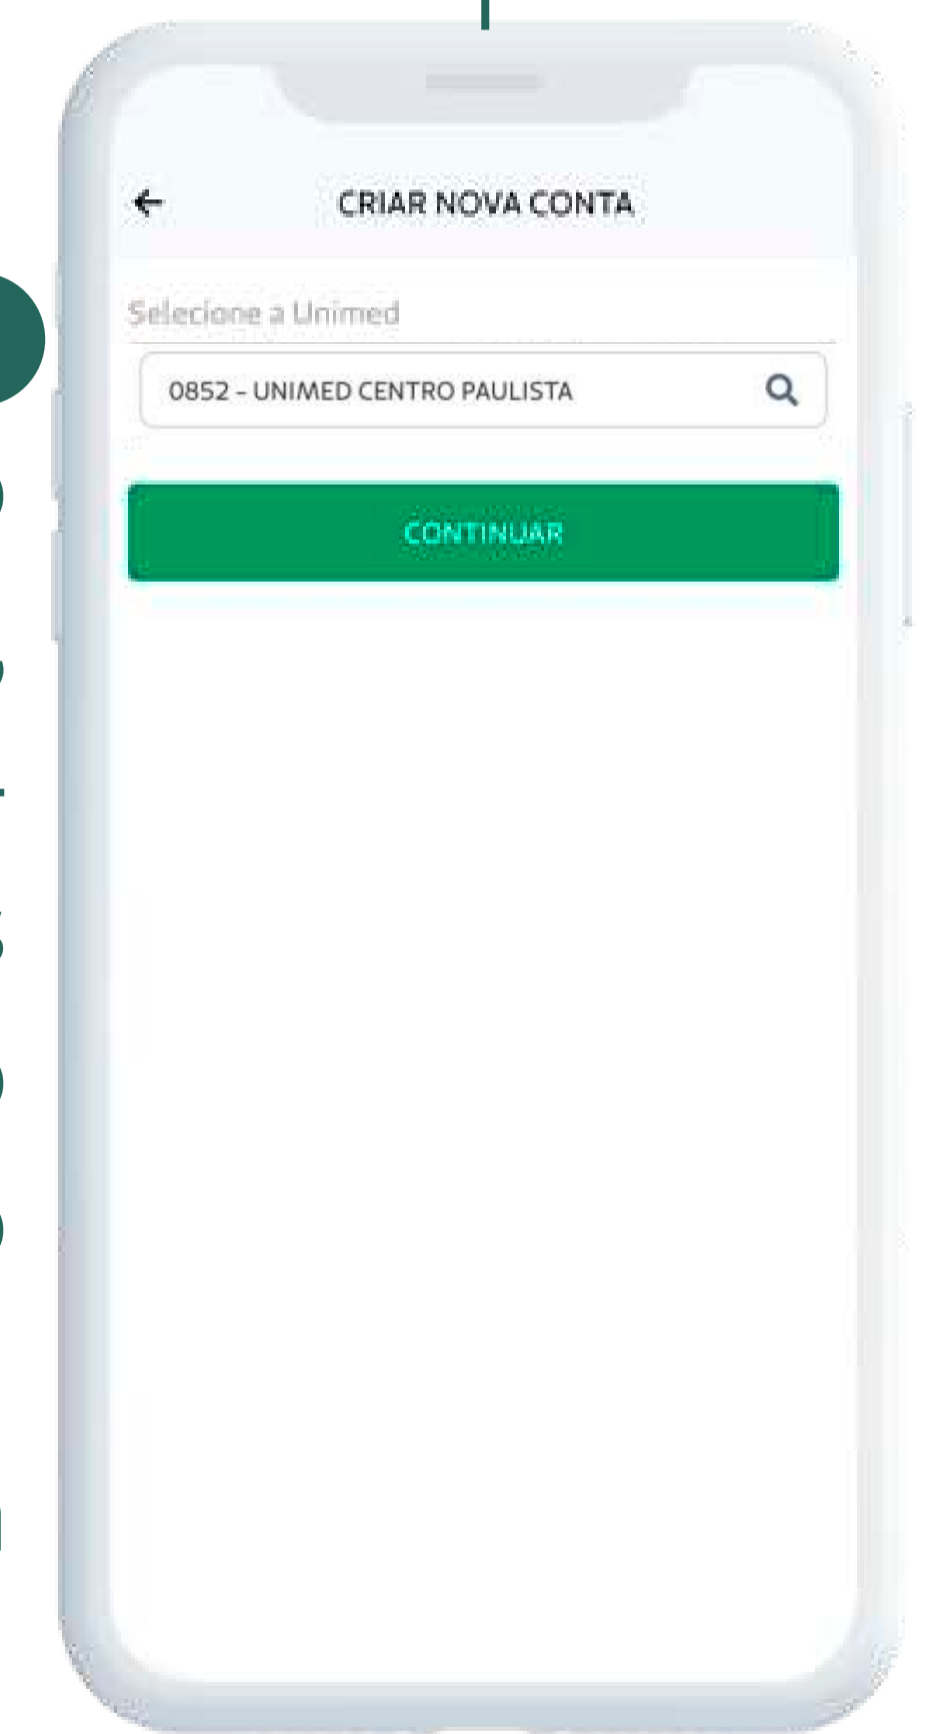 CRIAR NOVA CONTA
Selecione a Unimed
0852 - UNIMED CENTRO PAULISTA
CONTINUAR